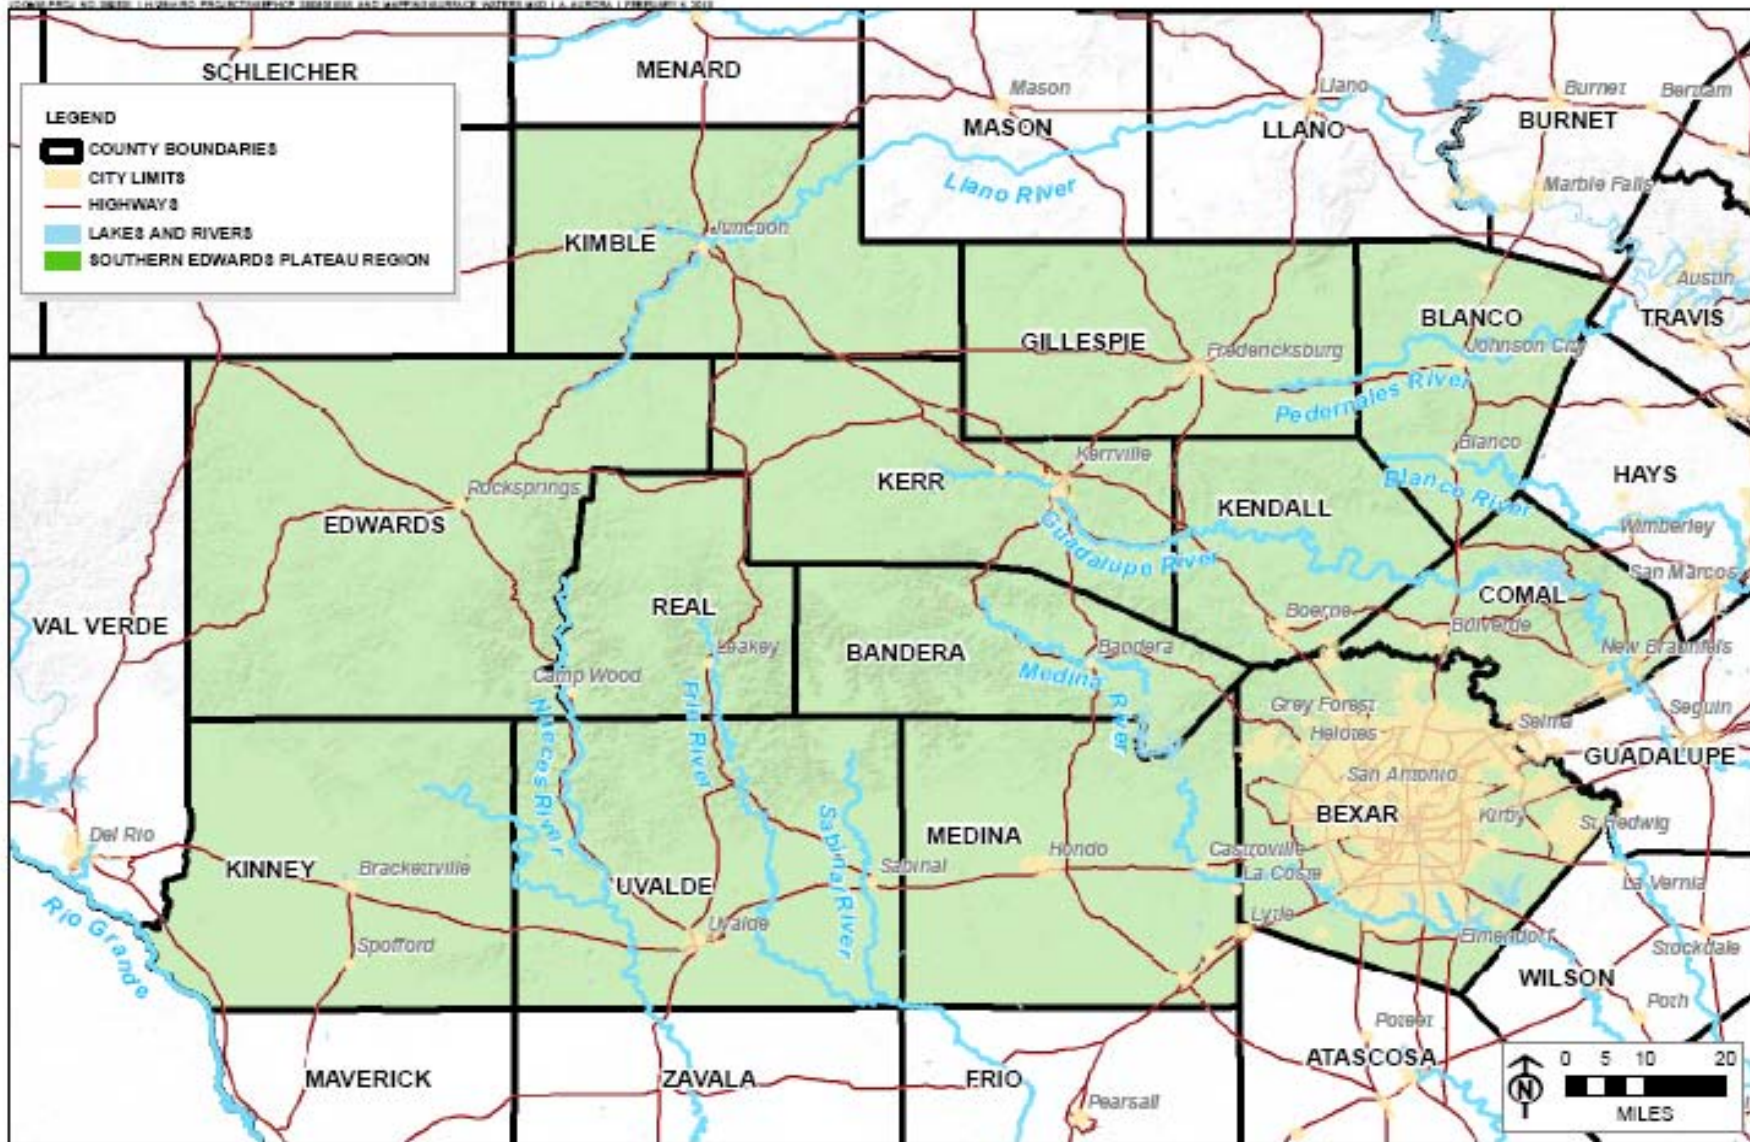 SCHLEICHER
MENARD
Mason
MASON
Llano
LLANO
Burnet
Bertram
BURNET
LEGEND
COUNTY BOUNDARIES
CITY LIMITS
HIGHWAYS
LAKES AND RIVERS
SOUTHERN EDWARDS PLATEAU REGION
Llano River
Marble Falls
KIMBLE
Junction
Austin
TRAVIS
GILLESPIE
Fredericksburg
BLANCO
Johnson City
Pedernales River
Blanco
Blanco River
HAYS
Wimberley
San Marcos
KERR
Kerrville
Guadalupe River
KENDALL
Rocksprings
EDWARDS
REAL
Leakey
Camp Wood
VAL VERDE
BANDERA
Bandera
Medina River
Boerne
Bulverde
COMAL
New Braunfels
Nueces River
Frio River
Grey Forest
Helotes
Selma
Seguin
GUADALUPE
San Antonio
BEXAR
Kirby
St Hedwig
Del Rio
KINNEY
Brackettville
Spofford
UVALDE
Uvalde
Sabinal River
Sabinal
MEDINA
Hondo
Castroville
La Coste
Lytle
Elmendorf
La Vernia
Stockdale
WILSON
Poth
Rio Grande
MAVERICK
ZAVALA
FRIO
Pearsall
Poteet
ATASCOSA
0 5 10 20
N
MILES